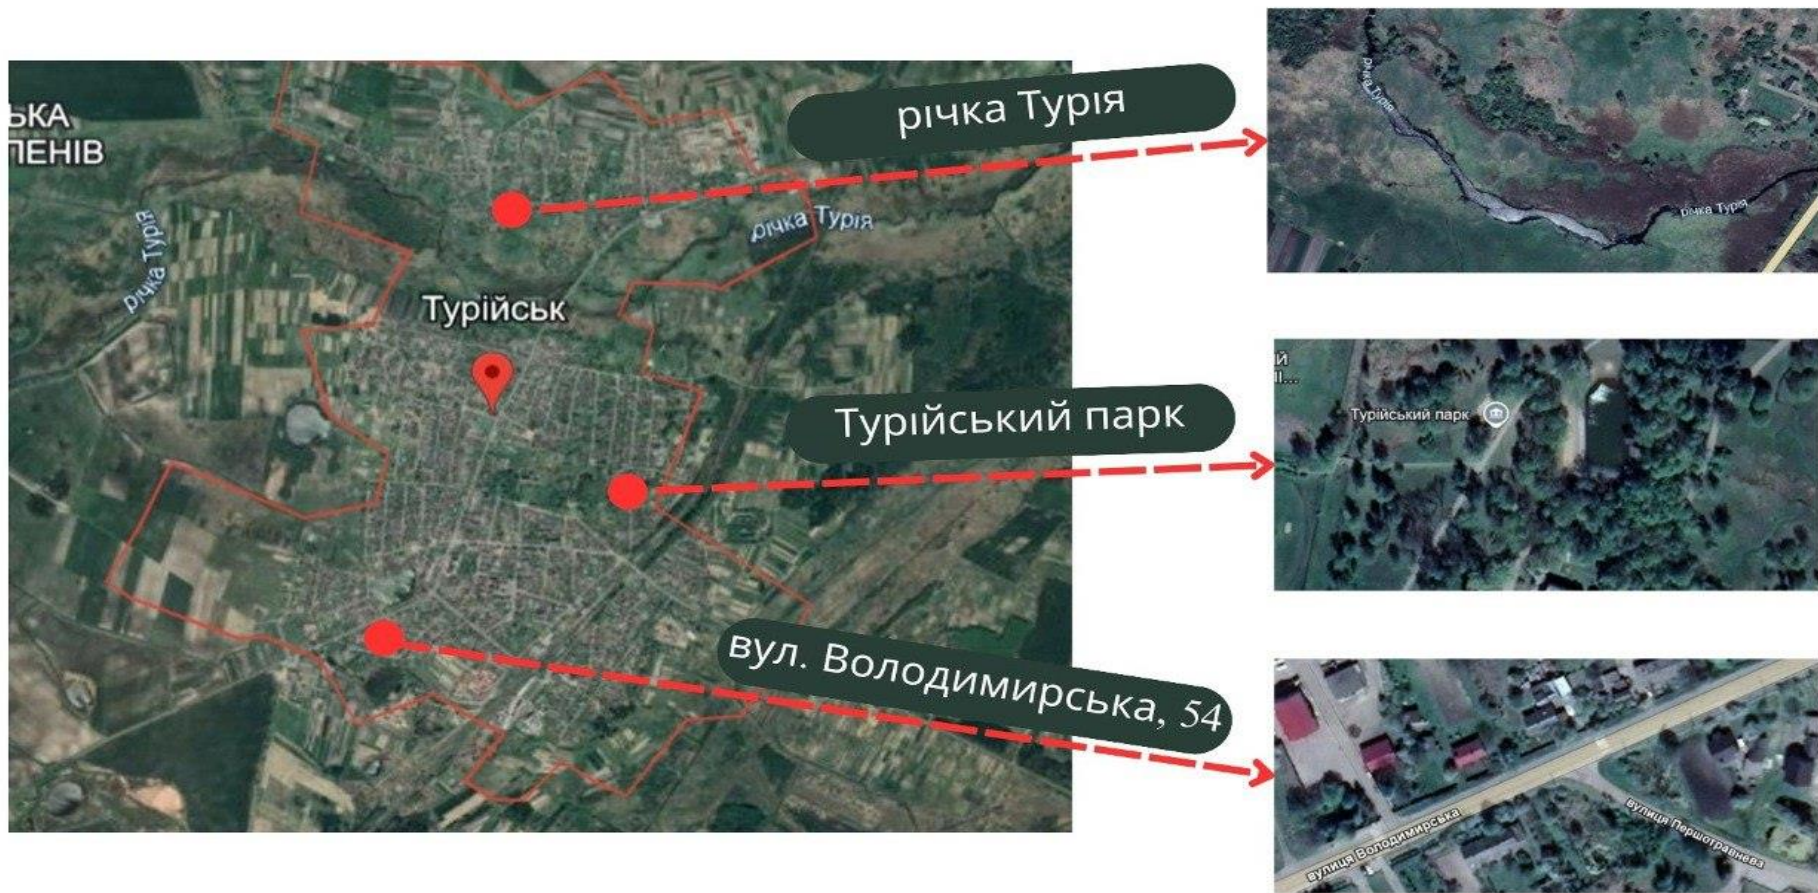 ЬКА
ЛЕНІВ
річка Турія
річка Турія
Турійськ
річка Турія
Турійський парк
вул. Володимирська, 54
річка Турія
річка Турія
Й
Турійський парк
вулиця Володимирська
вулиця Першотравнева